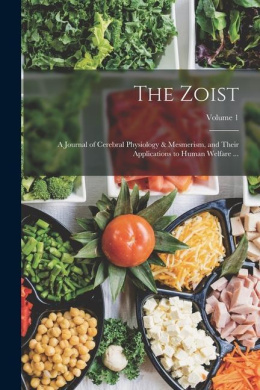 The Zoist
Volume 1
A Journal of Cerebral Physiology & Mesmerism, and Their
Applications to Human Welfare ...